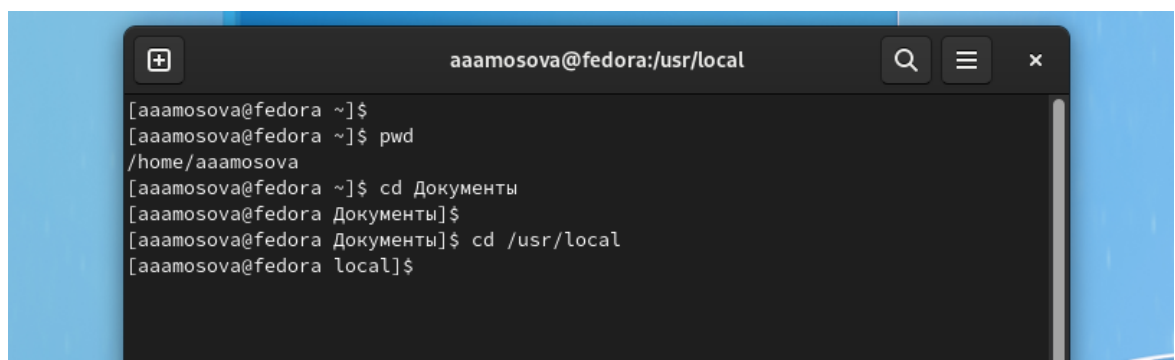 aaamosova@fedora:/usr/local
[aaamosova@fedora ~]$
[aaamosova@fedora ~]$ pwd
/home/aaamosova
[aaamosova@fedora ~]$ cd Документы
[aaamosova@fedora Документы]$
[aaamosova@fedora Документы]$ cd /usr/local
[aaamosova@fedora local]$